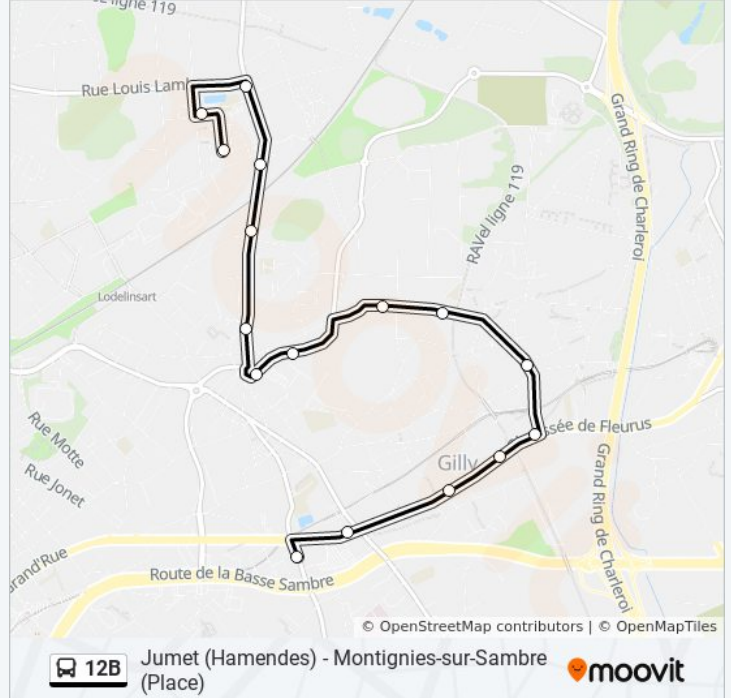 ligne 119
Rue Louis Lam
Grand Ring de Charleroi
RAVel ligne 119
Lodelinsart
Rue Motte
Rue Jonet
ssée de Fleurus
Gilly
Grand Ring de Charleroi
Grand'Rue
Route de la Basse Sambre
© OpenStreetMap contributors | © OpenMapTiles
12B
Jumet (Hamendes) - Montignies-sur-Sambre
(Place)
moovit